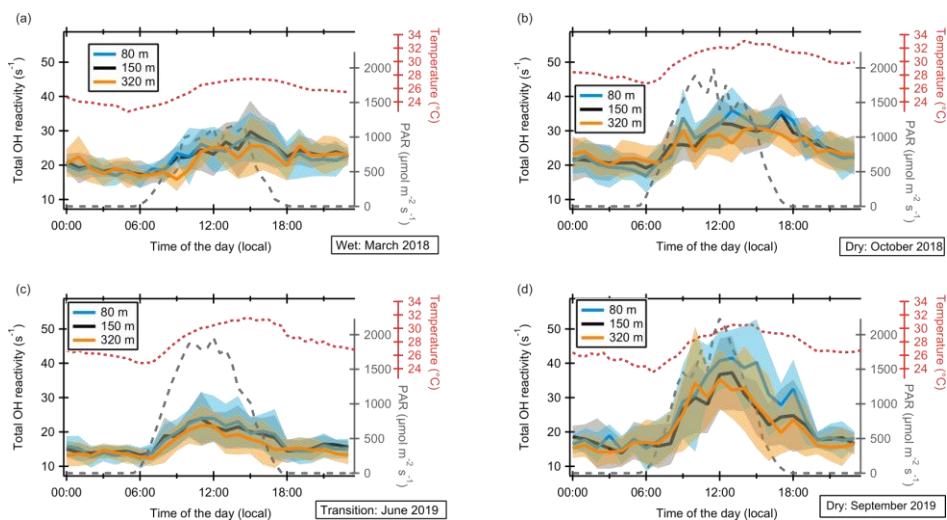 (a)
80 m
150 m
320 m
Total OH reactivity (s⁻¹)
50
40
30
20
10
00:00 06:00 12:00 18:00
Time of the day (local)
34
32
30
28
26
24
Temperature (°C)
2000
1500
1000
500
0
PAR (μmol m⁻² s⁻¹)
Wet: March 2018
(b)
80 m
150 m
320 m
Total OH reactivity (s⁻¹)
50
40
30
20
10
00:00 06:00 12:00 18:00
Time of the day (local)
34
32
30
28
26
24
Temperature (°C)
2000
1500
1000
500
0
PAR (μmol m⁻² s⁻¹)
Dry: October 2018
(c)
80 m
150 m
320 m
Total OH reactivity (s⁻¹)
50
40
30
20
10
00:00 06:00 12:00 18:00
Time of the day (local)
34
32
30
28
26
24
Temperature (°C)
2000
1500
1000
500
0
PAR (μmol m⁻² s⁻¹)
Transition: June 2019
(d)
80 m
150 m
320 m
Total OH reactivity (s⁻¹)
50
40
30
20
10
00:00 06:00 12:00 18:00
Time of the day (local)
34
32
30
28
26
24
Temperature (°C)
2000
1500
1000
500
0
PAR (μmol m⁻² s⁻¹)
Dry: September 2019